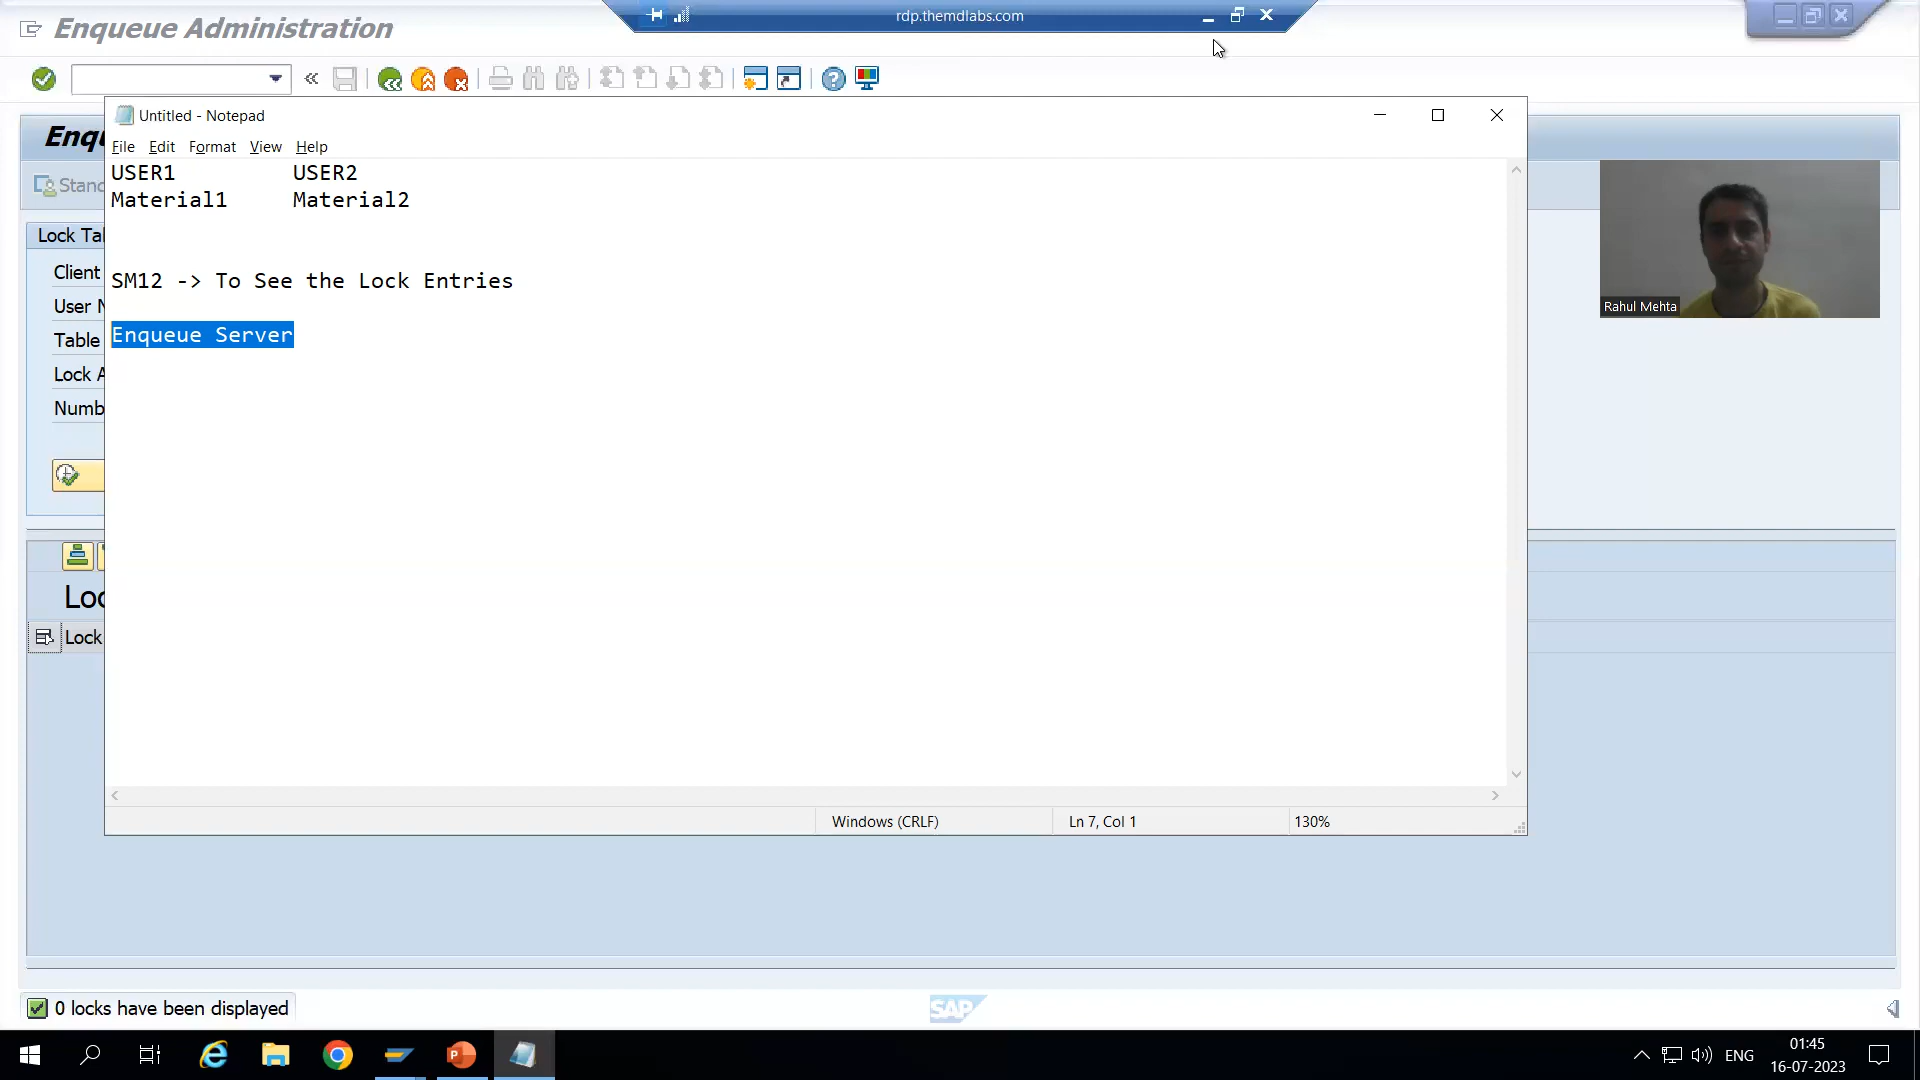 Enqueue Administration
rdp.themdlabs.com
Untitled - Notepad
File Edit Format View Help
USER1 USER2
Material1 Material2
SM12 -> To See the Lock Entries
Enqueue Server
Client
Table
Lock
Rahul Mehta
Windows (CRLF) Ln 7, Col 1 130%
0 locks have been displayed
SAP
ENG
01:45
16-07-2023